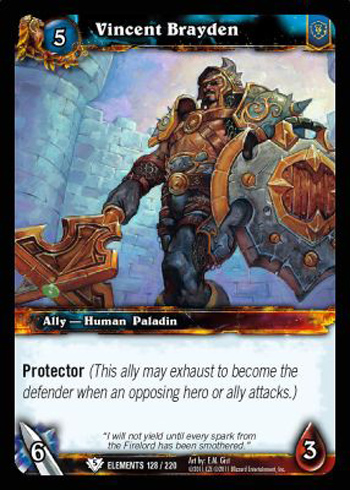 5
Vincent Brayden
Ally — Human Paladin
Protector (This ally may exhaust to become the
defender when an opposing hero or ally attacks.)
"I will not yield until every spark from
the Firelord has been smothered."
6
3
ELEMENTS 128 / 220
Art by: E.M. Gist